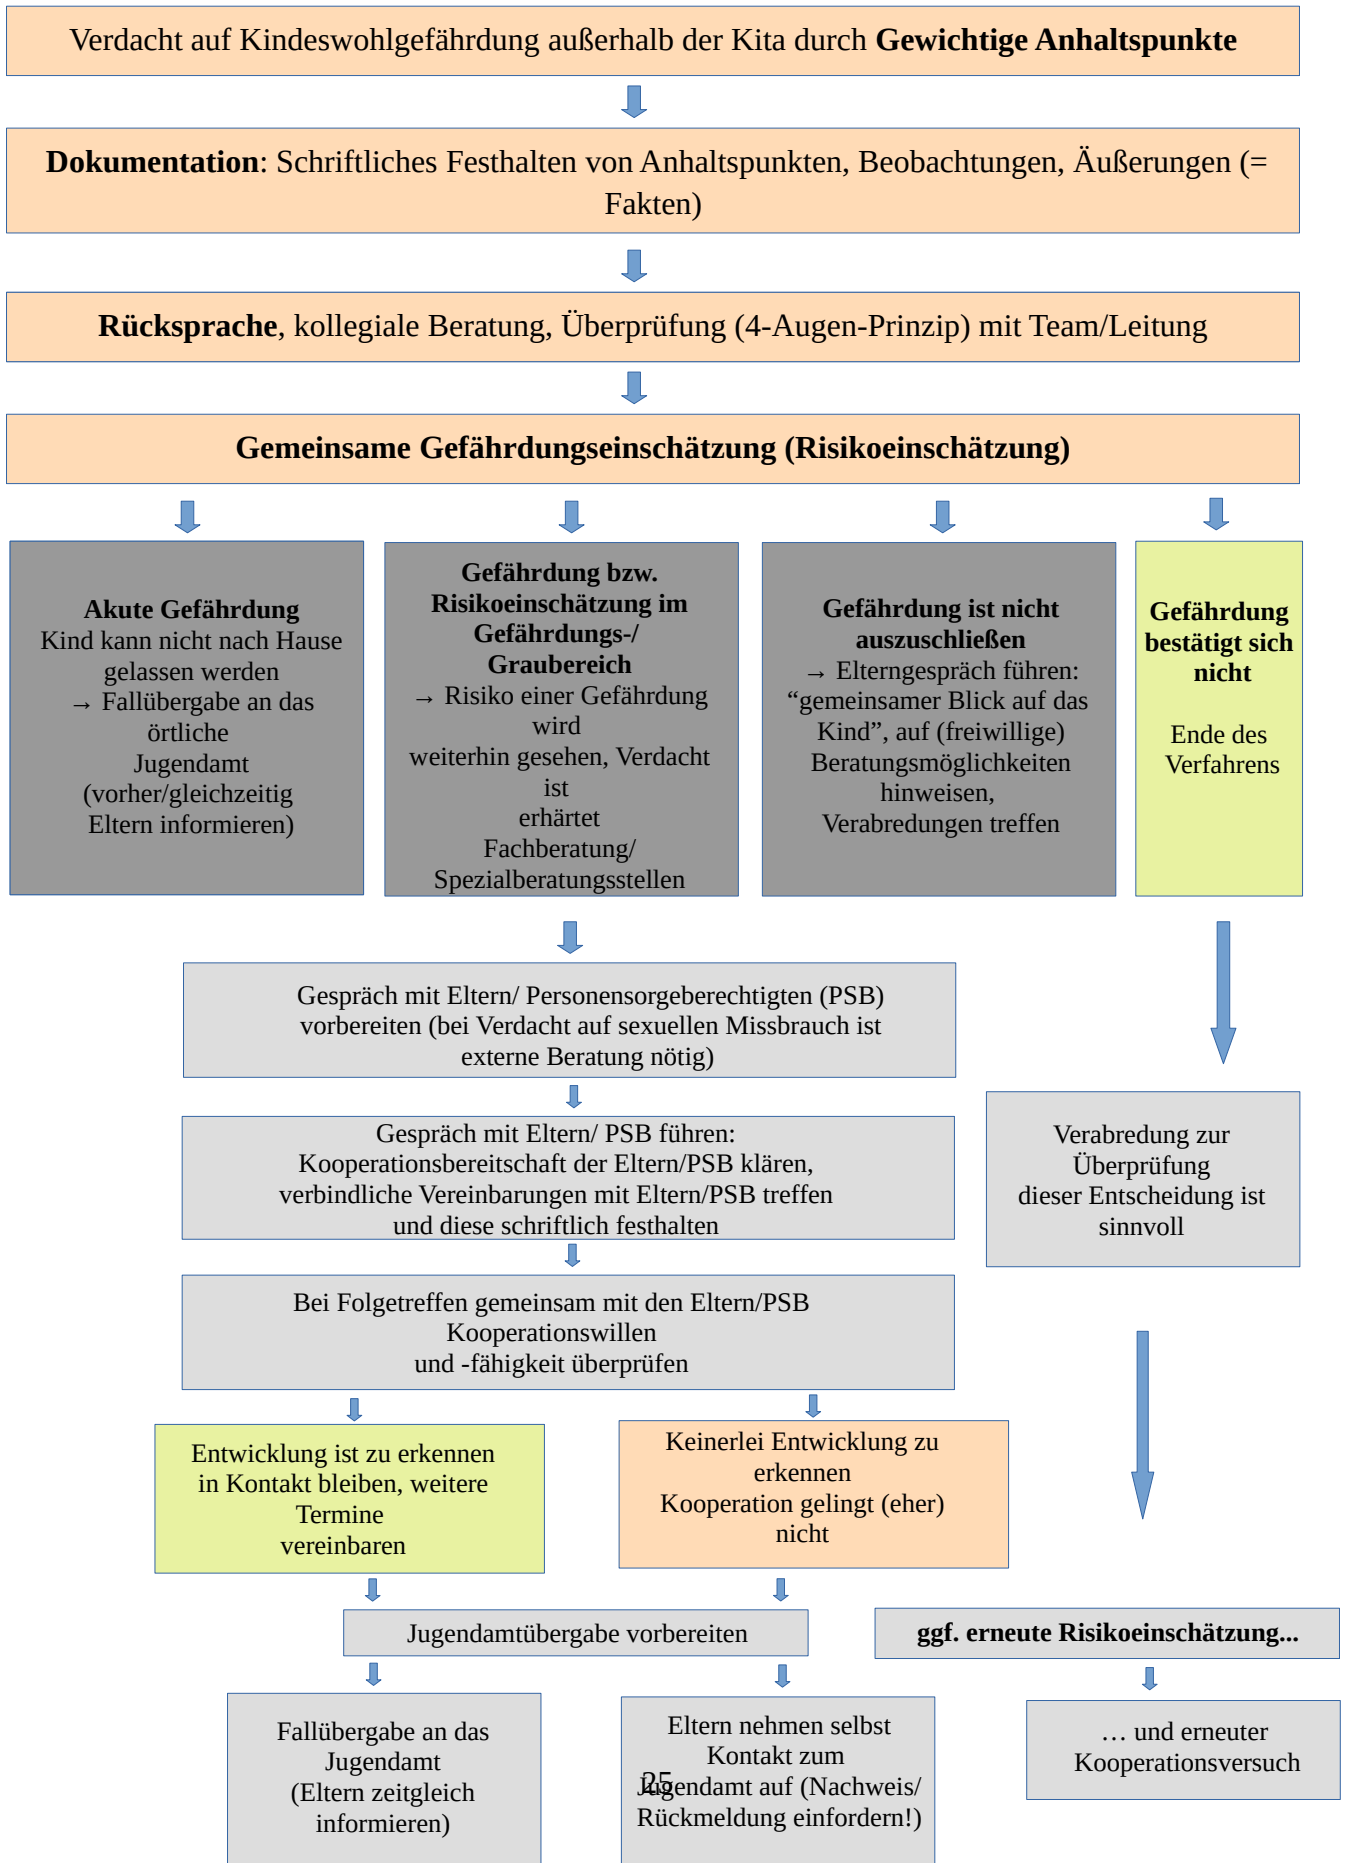 Verdacht auf Kindeswohlgefährdung außerhalb der Kita durch Gewichtige Anhaltspunkte
Dokumentation: Schriftliches Festhalten von Anhaltspunkten, Beobachtungen, Äußerungen (=
Fakten)
Rücksprache, kollegiale Beratung, Überprüfung (4-Augen-Prinzip) mit Team/Leitung
Gemeinsame Gefährdungseinschätzung (Risikoeinschätzung)
Akute Gefährdung
Kind kann nicht nach Hause
gelassen werden
→ Fallübergabe an das
örtliche
Jugendamt
(vorher/gleichzeitig
Eltern informieren)
Gefährdung bzw.
Risikoeinschätzung im
Gefährdungs-/
Graubereich
→ Risiko einer Gefährdung
wird
weiterhin gesehen, Verdacht
ist
erhärtet
Fachberatung/
Spezialberatungsstellen
Gefährdung ist nicht
auszuschließen
→ Elterngespräch führen:
“gemeinsamer Blick auf das
Kind”, auf (freiwillige)
Beratungsmöglichkeiten
hinweisen,
Verabredungen treffen
Gefährdung
bestätigt sich
nicht
Ende des
Verfahrens
Gespräch mit Eltern/ Personensorgeberechtigten (PSB)
vorbereiten (bei Verdacht auf sexuellen Missbrauch ist
externe Beratung nötig)
Gespräch mit Eltern/ PSB führen:
Kooperationsbereitschaft der Eltern/PSB klären,
verbindliche Vereinbarungen mit Eltern/PSB treffen
und diese schriftlich festhalten
Verabredung zur
Überprüfung
dieser Entscheidung ist
sinnvoll
Bei Folgetreffen gemeinsam mit den Eltern/PSB
Kooperationswillen
und -fähigkeit überprüfen
Entwicklung ist zu erkennen
in Kontakt bleiben, weitere
Termine
vereinbaren
Keinerlei Entwicklung zu
erkennen
Kooperation gelingt (eher)
nicht
Jugendamtübergabe vorbereiten
ggf. erneute Risikoeinschätzung...
Fallübergabe an das
Jugendamt
(Eltern zeitgleich
informieren)
Eltern nehmen selbst
Kontakt zum
Jugendamt auf (Nachweis/
Rückmeldung einfordern!)
… und erneuter
Kooperationsversuch
25